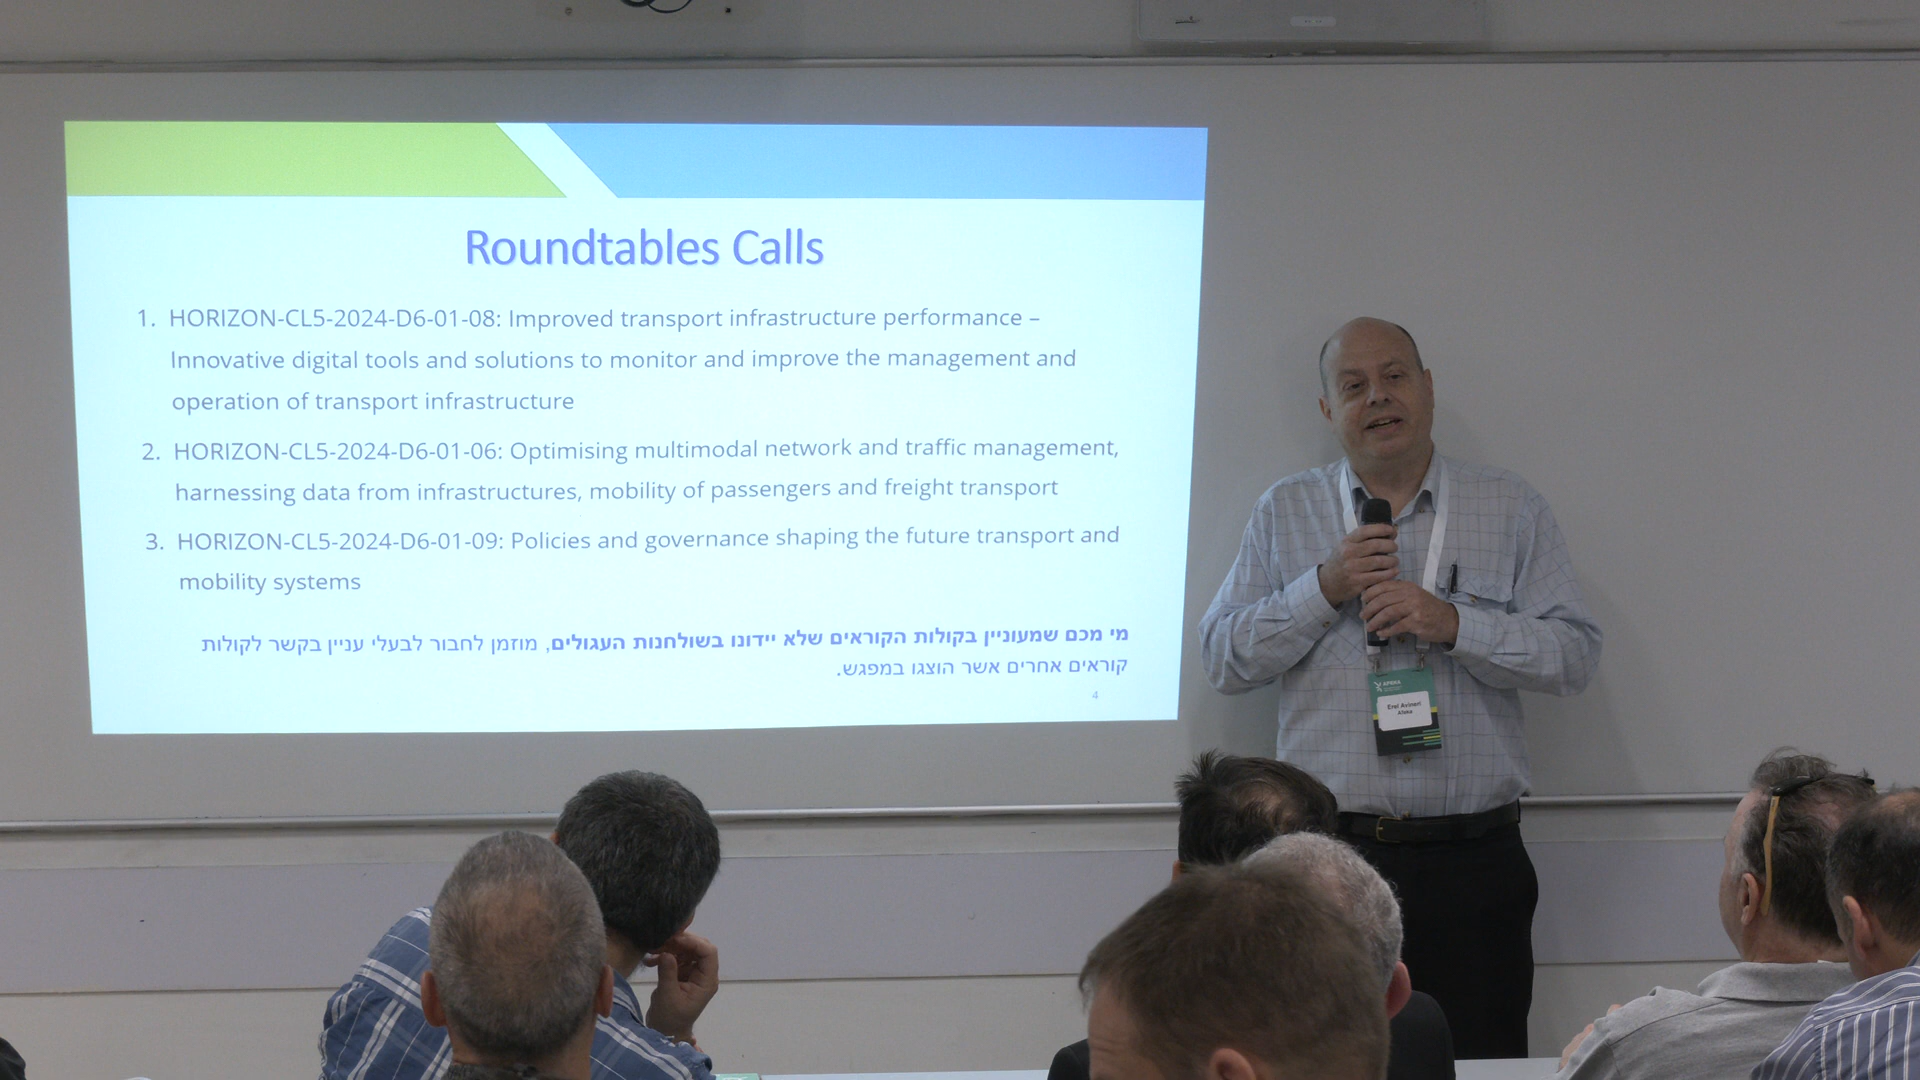 Roundtables Calls
1. HORIZON-CL5-2024-D6-01-08: Improved transport infrastructure performance –
Innovative digital tools and solutions to monitor and improve the management and
operation of transport infrastructure
2. HORIZON-CL5-2024-D6-01-06: Optimising multimodal network and traffic management,
harnessing data from infrastructures, mobility of passengers and freight transport
3. HORIZON-CL5-2024-D6-01-09: Policies and governance shaping the future transport and
mobility systems
מי מכם שמעוניין בקולות הקוראים שלא יידונו בשולחנות העגולים, מוזמן לחבור לבעלי עניין בקשר לקולות
קוראים אחרים אשר הוצגו במפגש.
4
Erel Avineri
Afeka